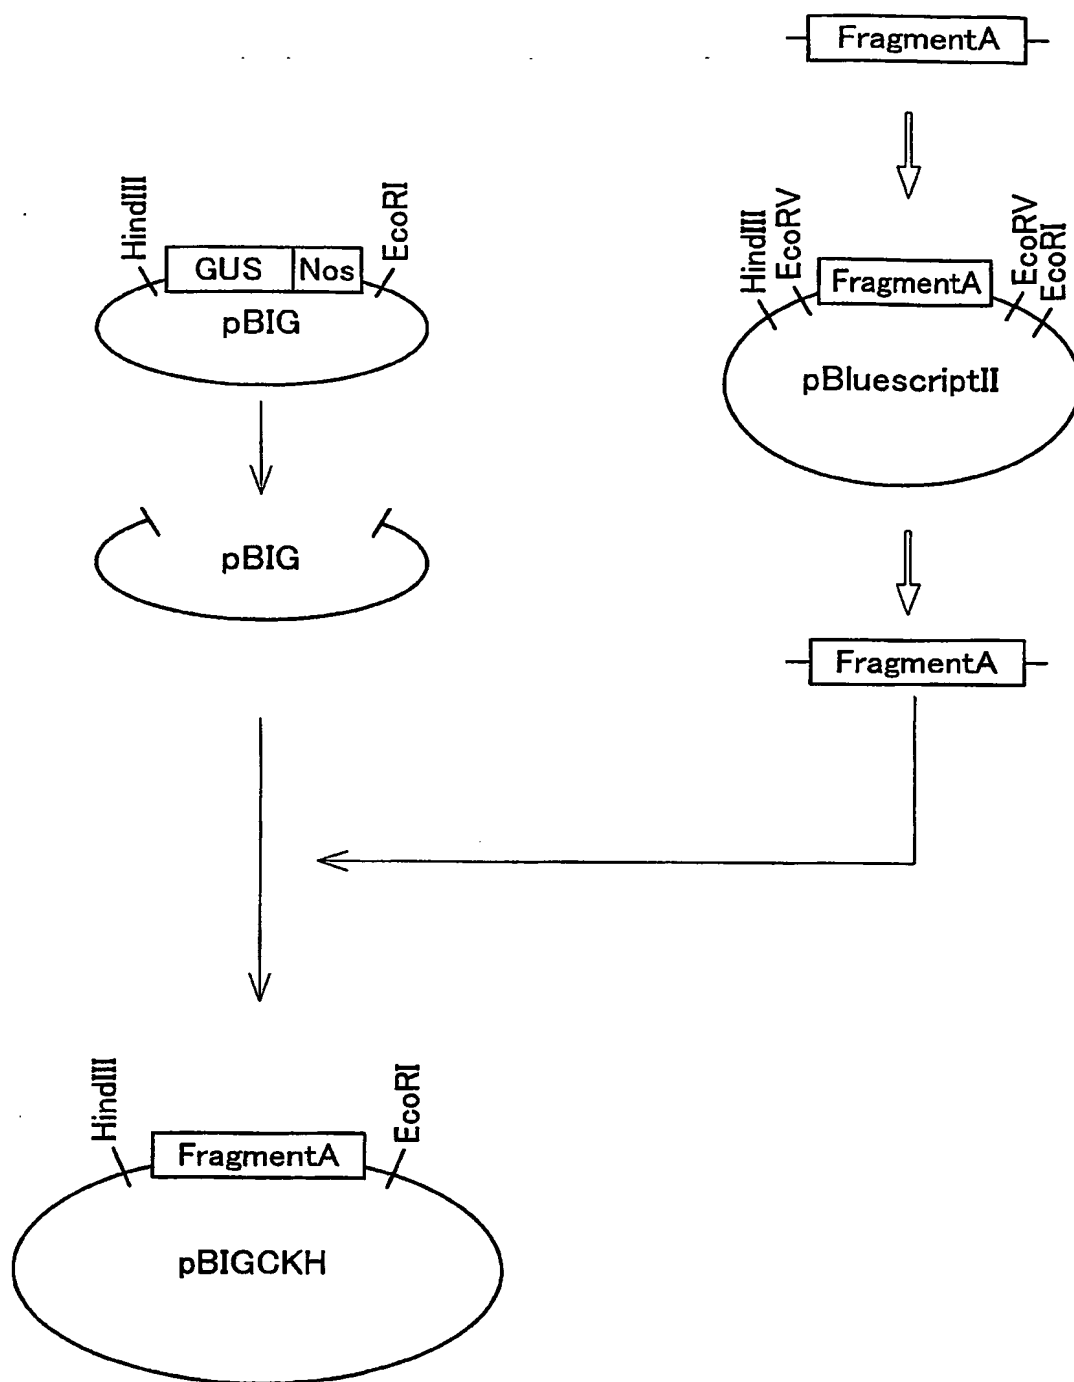 FragmentA
HindIII
EcoRI
GUS
Nos
pBIG
HindIII
EcoRV
EcoRV
EcoRI
FragmentA
pBluescriptII
pBIG
FragmentA
HindIII
EcoRI
FragmentA
pBIGCKH